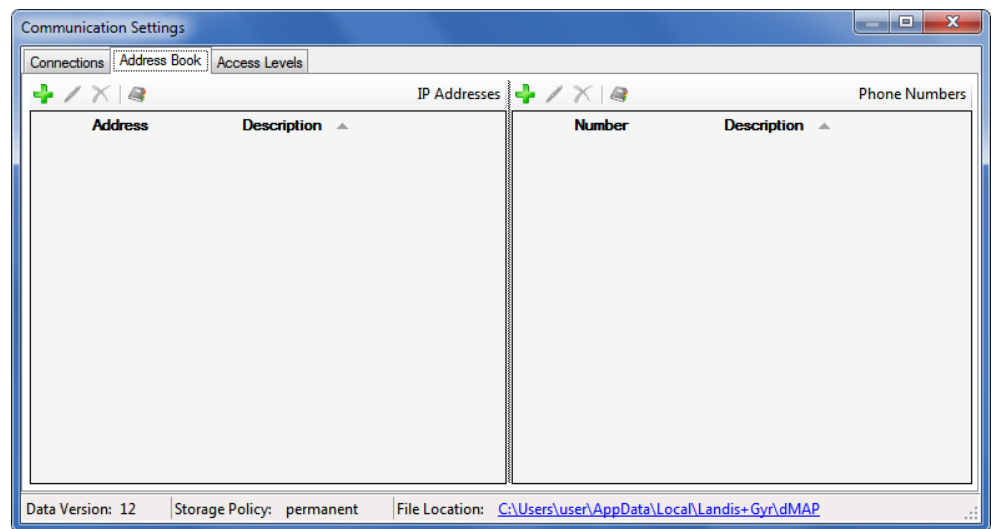 Communication Settings
Connections Address Book Access Levels
IP Addresses Phone Numbers
Address Description Number Description
Data Version: 12 Storage Policy: permanent File Location: C:\Users\user\AppData\Local\Landis+Gyr\dMAP